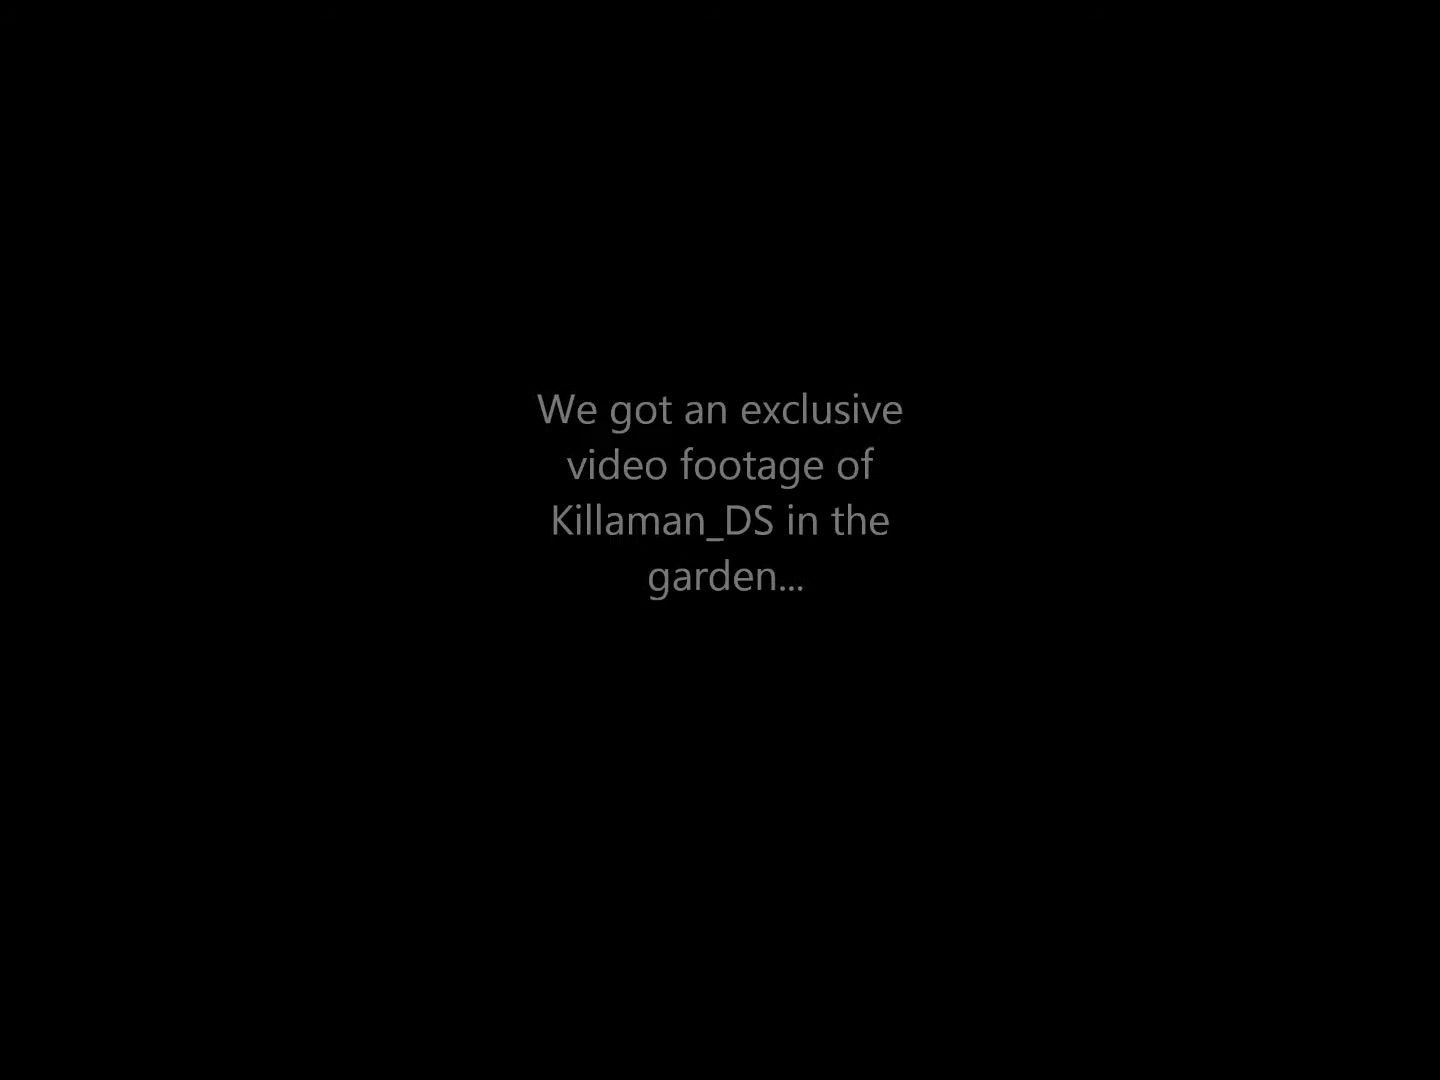 We got an exclusive
video footage of
Killaman_DS in the
garden...